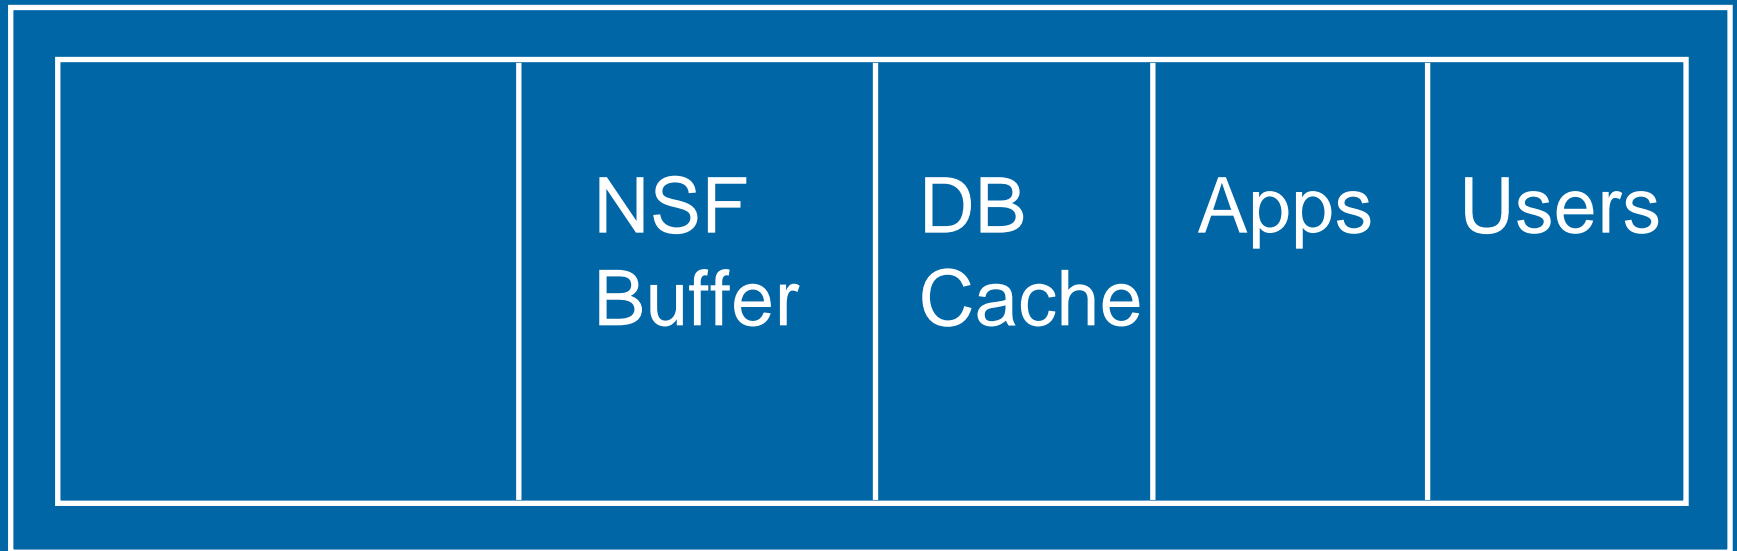 NSF
Buffer
DB
Cache
Apps
Users